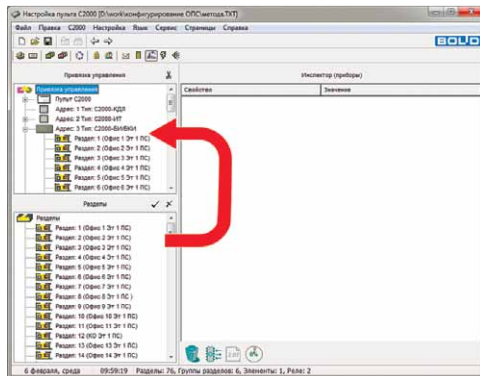 Настройка пульта C2000 [D:\work\конфигурирование ОПС\метода.TXT]
Файл Правка C2000 Настройка Язык Сервис Страницы Справка
BOLID
Привязка управления
Инспектор (приборы)
Свойство Значение
Привязка управления
Пульт C2000
Адрес: 1 Тип: С2000-КДЛ
Адрес: 2 Тип: С2000-ИТ
Адрес: 3 Тип: С2000-БИ/БКИ
Раздел: 1 (Офис 1 Эт 1 ПС)
Раздел: 2 (Офис 2 Эт 1 ПС)
Раздел: 3 (Офис 3 Эт 1 ПС)
Раздел: 4 (Офис 4 Эт 1 ПС)
Раздел: 5 (Офис 5 Эт 1 ПС)
Раздел: 6 (Офис 6 Эт 1 ПС)
Разделы
Разделы
Раздел: 1 (Офис 1 Эт 1 ПС)
Раздел: 2 (Офис 2 Эт 1 ПС)
Раздел: 3 (Офис 3 Эт 1 ПС)
Раздел: 4 (Офис 4 Эт 1 ПС)
Раздел: 5 (Офис 5 Эт 1 ПС)
Раздел: 6 (Офис 6 Эт 1 ПС)
Раздел: 7 (Офис 7 Эт 1 ПС)
Раздел: 8 (Офис 8 Эт 1 ПС )
Раздел: 9 (Офис 9 Эт 1 ПС)
Раздел: 10 (Офис 10 Эт 1 ПС)
Раздел: 11 (Офис 11 Эт 1 ПС)
Раздел: 12 (КО Эт 1 ПС)
Раздел: 13 (Офис 13 Эт 1 ПС)
Раздел: 14 (Офис 14 Эт 1 ПС)
6 февраля, среда 09:59:19 Разделы: 76, Группы разделов: 6, Элементы: 1, Реле: 2